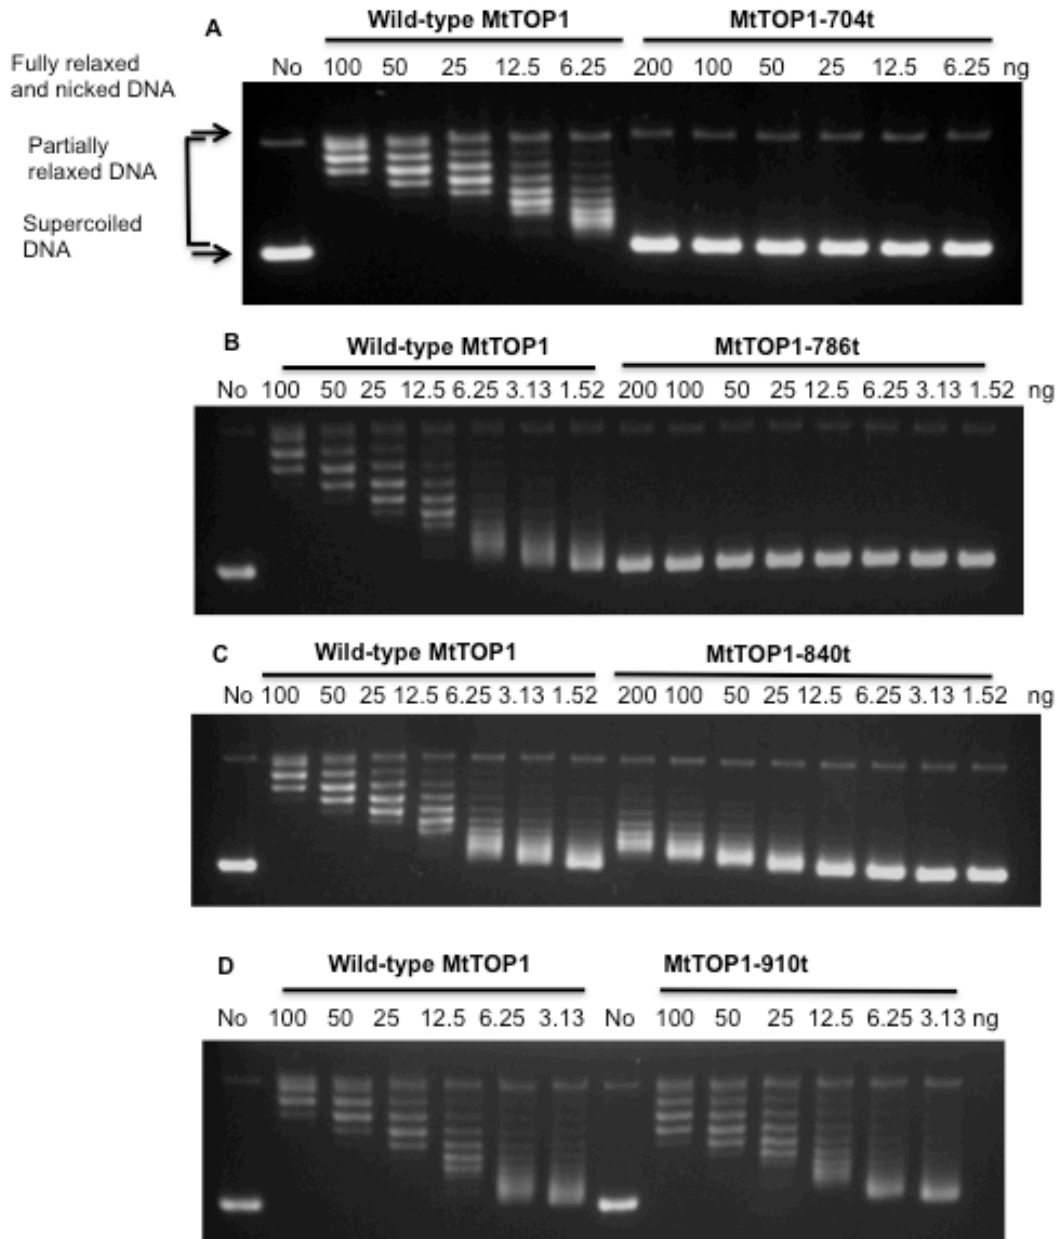 A
Wild-type MtTOP1 MtTOP1-704t
Fully relaxed
and nicked DNA
No 100 50 25 12.5 6.25 200 100 50 25 12.5 6.25 ng
Partially
relaxed DNA
Supercoiled
DNA
B
Wild-type MtTOP1 MtTOP1-786t
No 100 50 25 12.5 6.25 3.13 1.52 200 100 50 25 12.5 6.25 3.13 1.52 ng
C
Wild-type MtTOP1 MtTOP1-840t
No 100 50 25 12.5 6.25 3.13 1.52 200 100 50 25 12.5 6.25 3.13 1.52 ng
D
Wild-type MtTOP1 MtTOP1-910t
No 100 50 25 12.5 6.25 3.13 No 100 50 25 12.5 6.25 3.13 ng